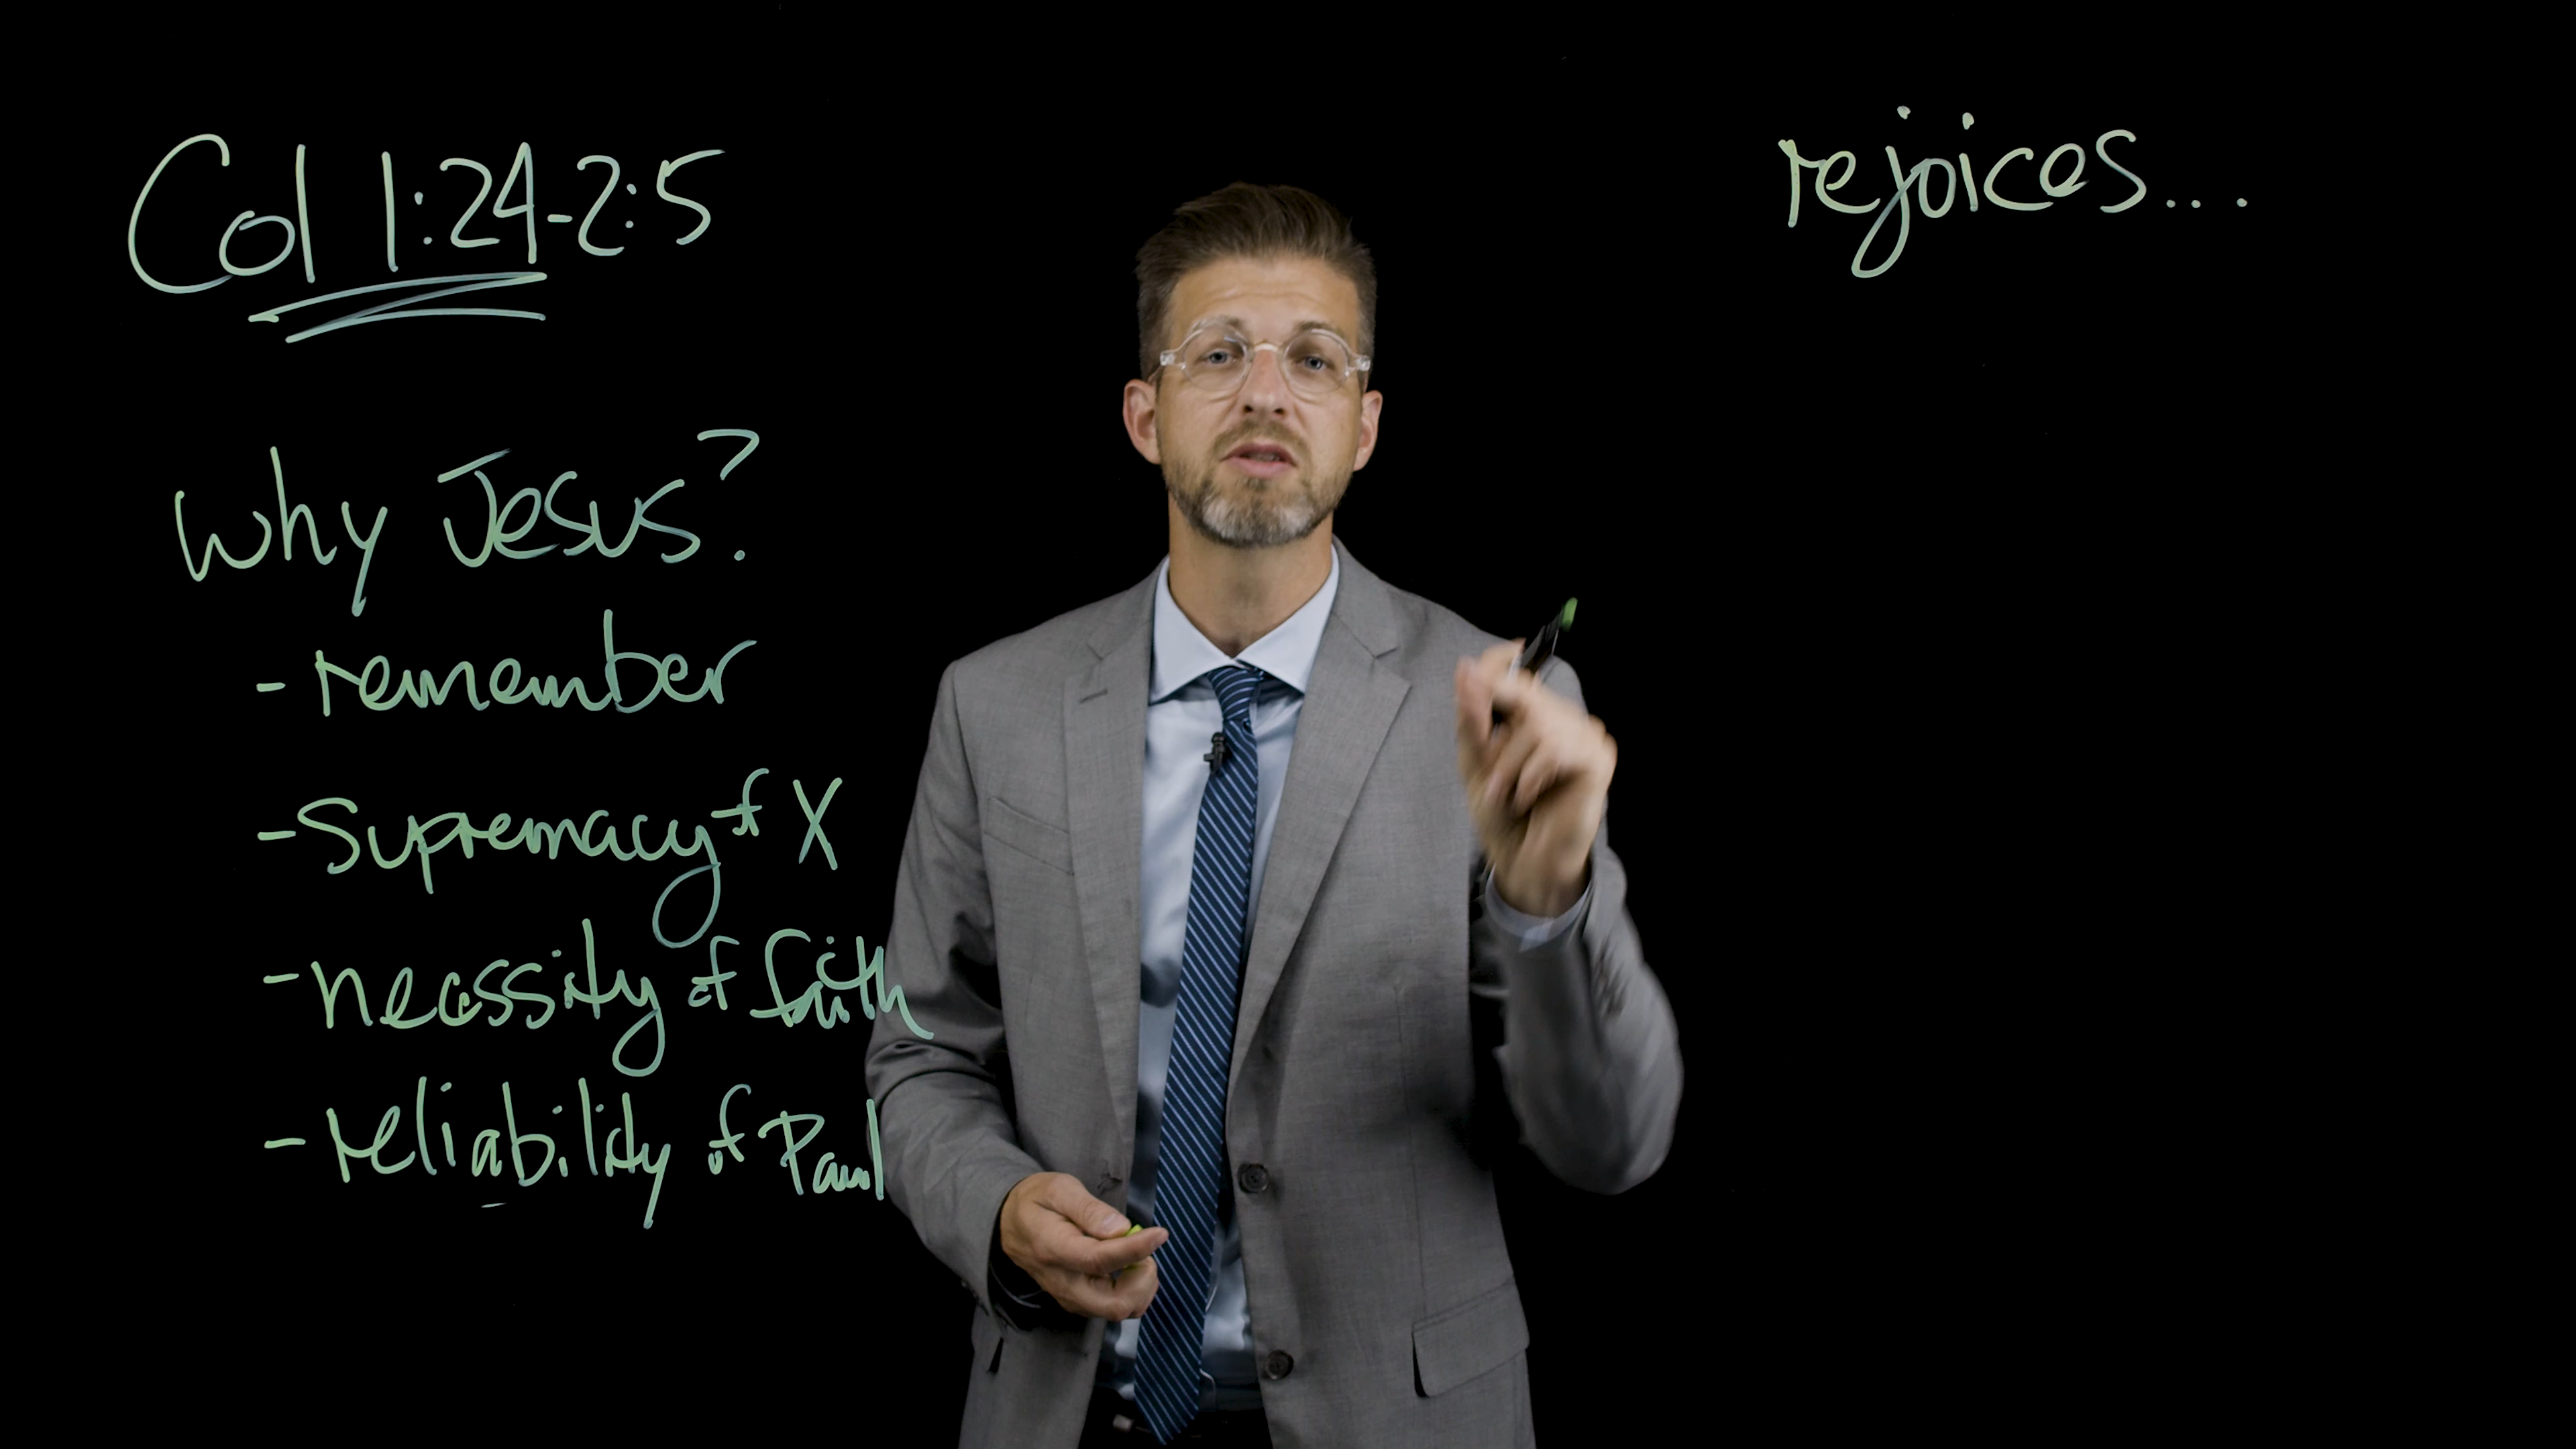 Col 1:24-2:5
rejoices...
Why Jesus?
- remember
- Supremacy of X
- necessity of faith
- reliability of Paul